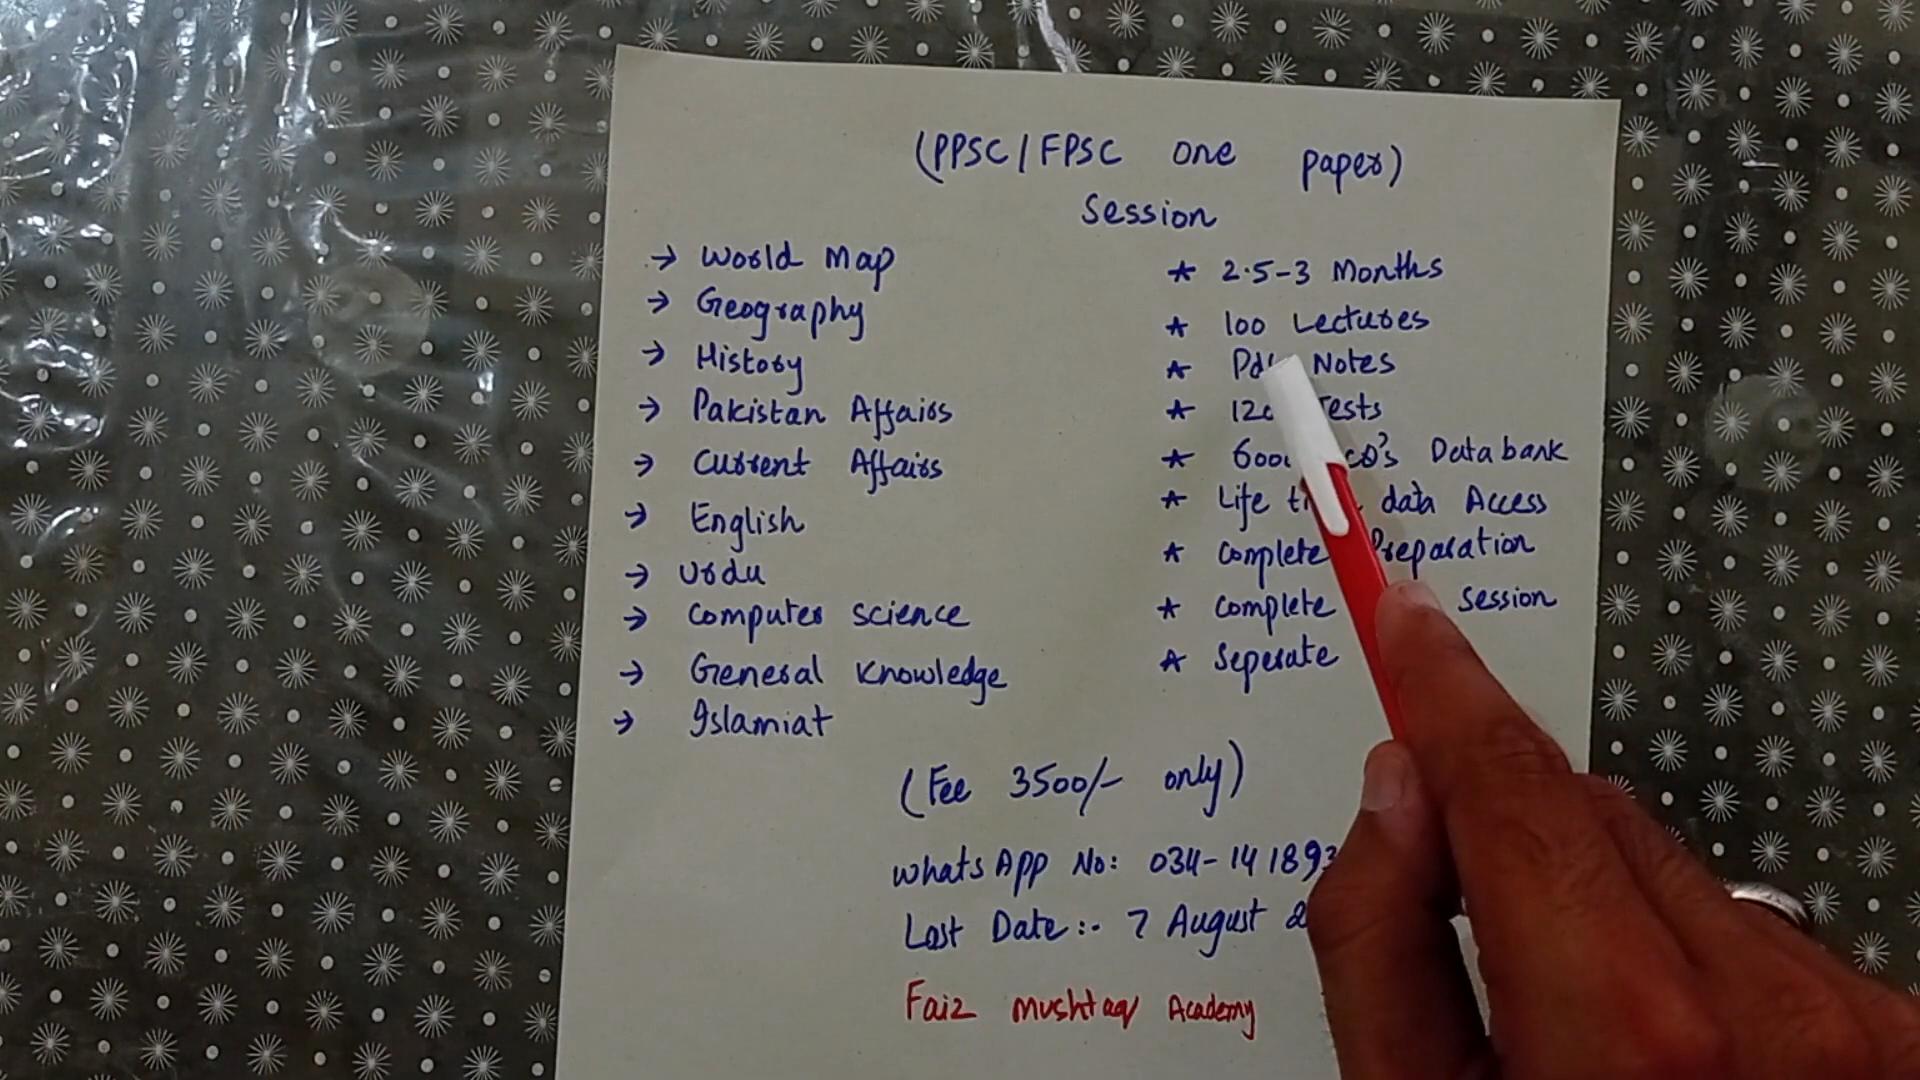 (PPSC/FPSC one paper)
Session
→ World Map
→ Geography
→ History
→ Pakistan Affairs
→ Current Affairs
→ English
→ Urdu
→ Computer science
→ General Knowledge
→ Islamiat
★ 2.5-3 Months
★ 100 Lectures
★ Notes
★ Tests
★ Data bank
★ Life data Access
★ Complete Preparation
★ Complete Session
★ Seperate
(Fee 3500/- only)
WhatsApp No: 034-141893
Last Date:- 7 August
Faiz Mushtaq Academy